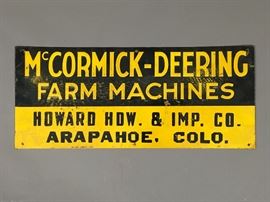 McCORMICK-DEERING
FARM MACHINES
HOWARD HDW. & IMP. CO.
ARAPAHOE, COLO.